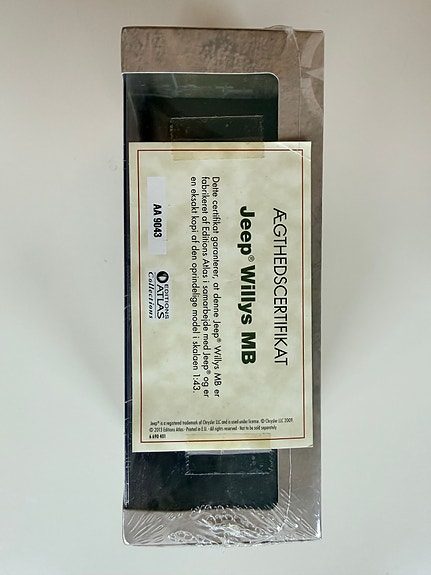 ÆGTHEDSCERTIFIKAT
Jeep® Willys MB
Dette certifikat garanterer, at denne Jeep® Willys MB er
fabrikeret af Editions Atlas i samarbejde med Jeep® og er
en eksakt kopi af den oprindelige model i skalaen 1:43.
AA 9043
EDITIONS
ATLAS
Collections
Jeep® is a registered trademark of Chrysler LLC and is used under license. © Chrysler LLC 2009.
© 2013 Editions Atlas - Printed in E.U. - All rights reserved - Not to be sold separately.
6 690 401